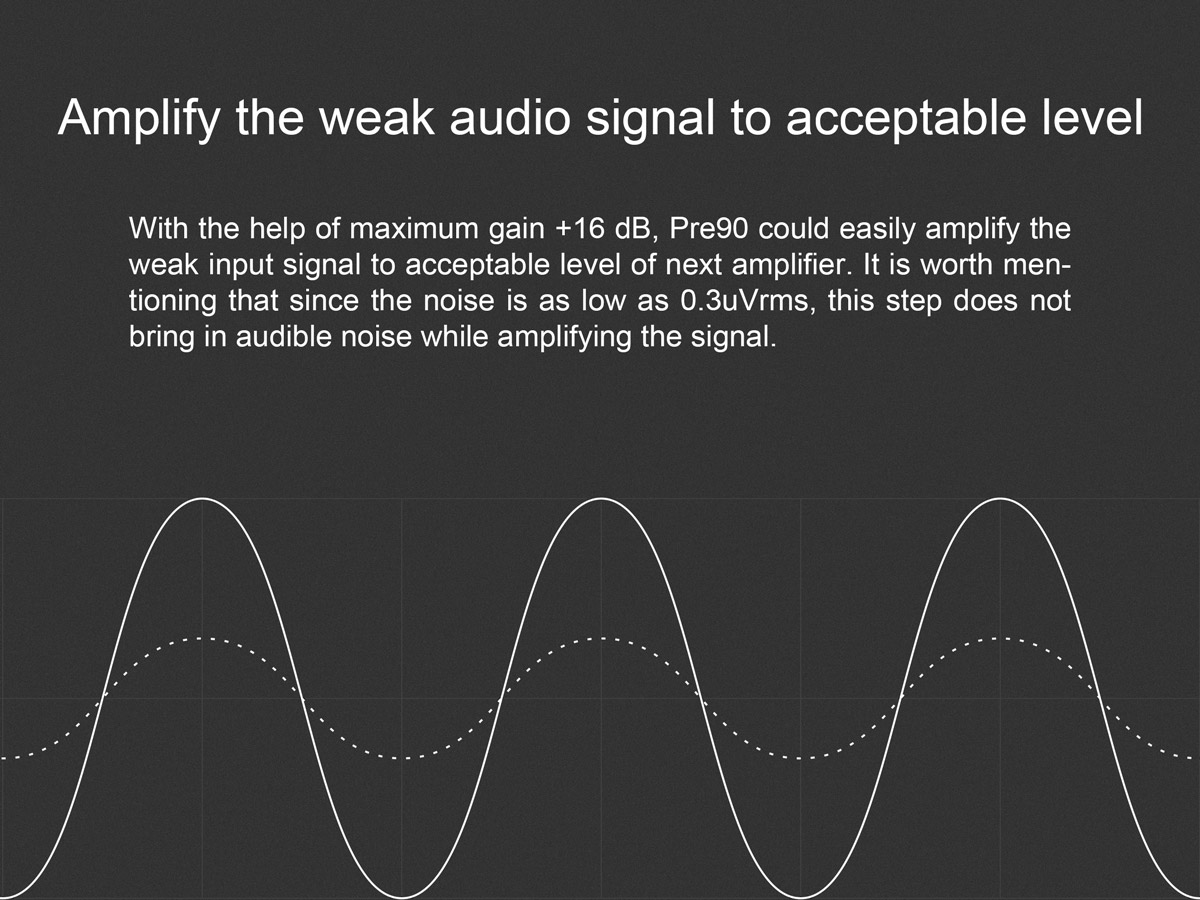 Amplify the weak audio signal to acceptable level
With the help of maximum gain +16 dB, Pre90 could easily amplify the
weak input signal to acceptable level of next amplifier. It is worth men-
tioning that since the noise is as low as 0.3uVrms, this step does not
bring in audible noise while amplifying the signal.